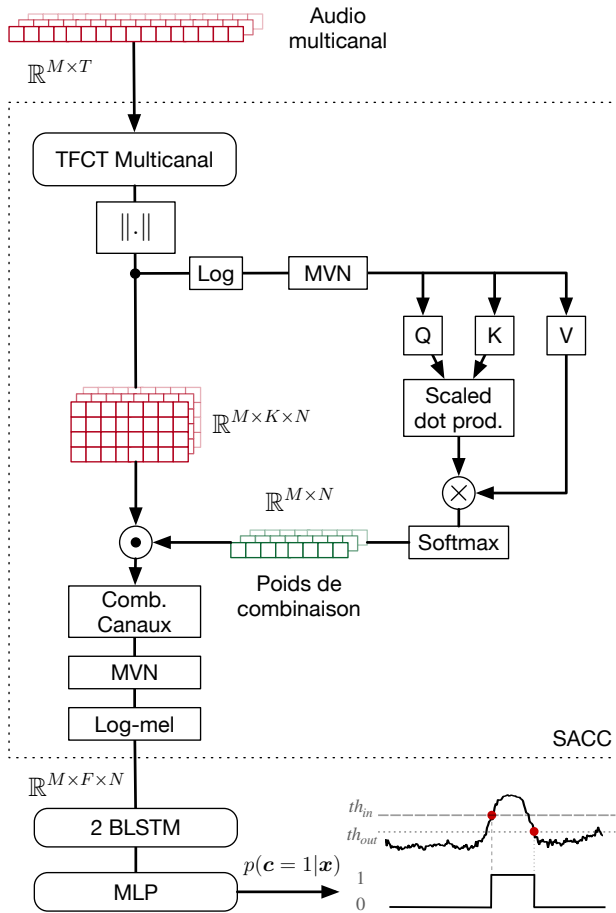 Audio
multicanal
ℝ^{M×T}
TFCT Multicanal
||.||
Log
MVN
Q
K
V
Scaled
dot prod.
ℝ^{M×K×N}
ℝ^{M×N}
Softmax
Poids de
combinaison
Comb.
Canaux
MVN
Log-mel
SACC
ℝ^{M×F×N}
2 BLSTM
MLP
p(c = 1|x)
th_{in}
th_{out}
1
0